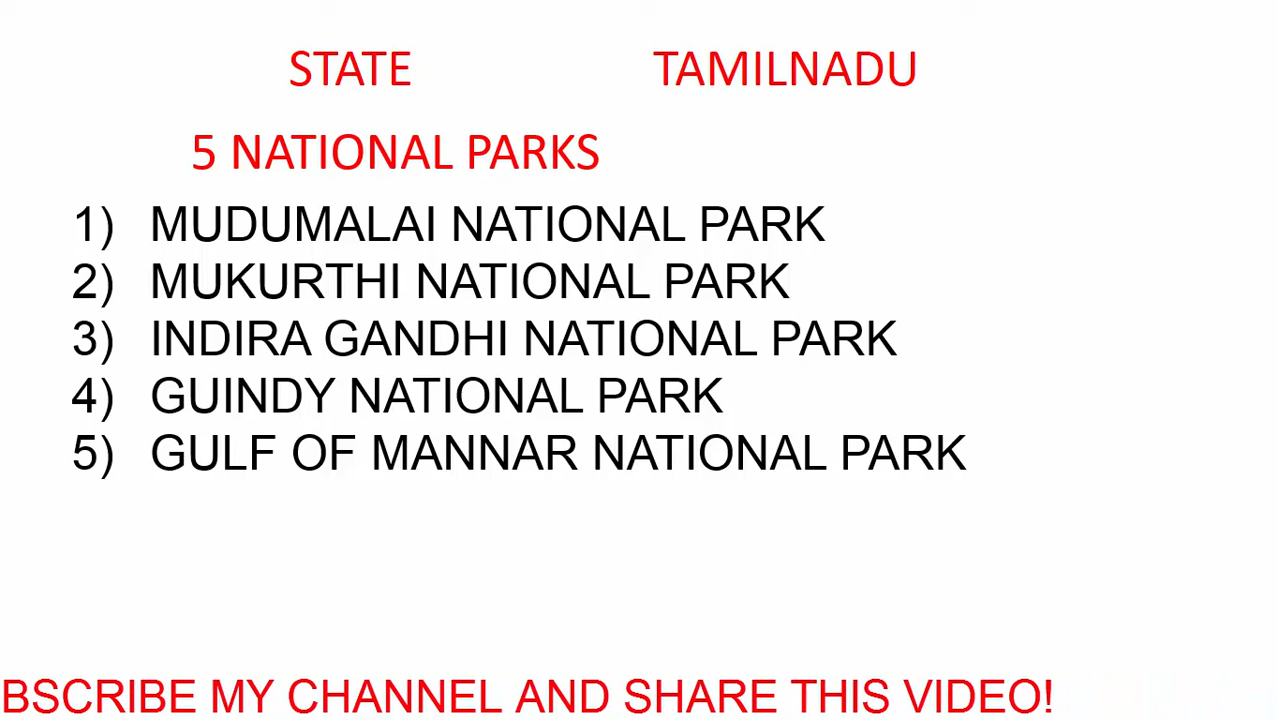 STATE TAMILNADU
5 NATIONAL PARKS
1) MUDUMALAI NATIONAL PARK
2) MUKURTHI NATIONAL PARK
3) INDIRA GANDHI NATIONAL PARK
4) GUINDY NATIONAL PARK
5) GULF OF MANNAR NATIONAL PARK
BSCRIBE MY CHANNEL AND SHARE THIS VIDEO!